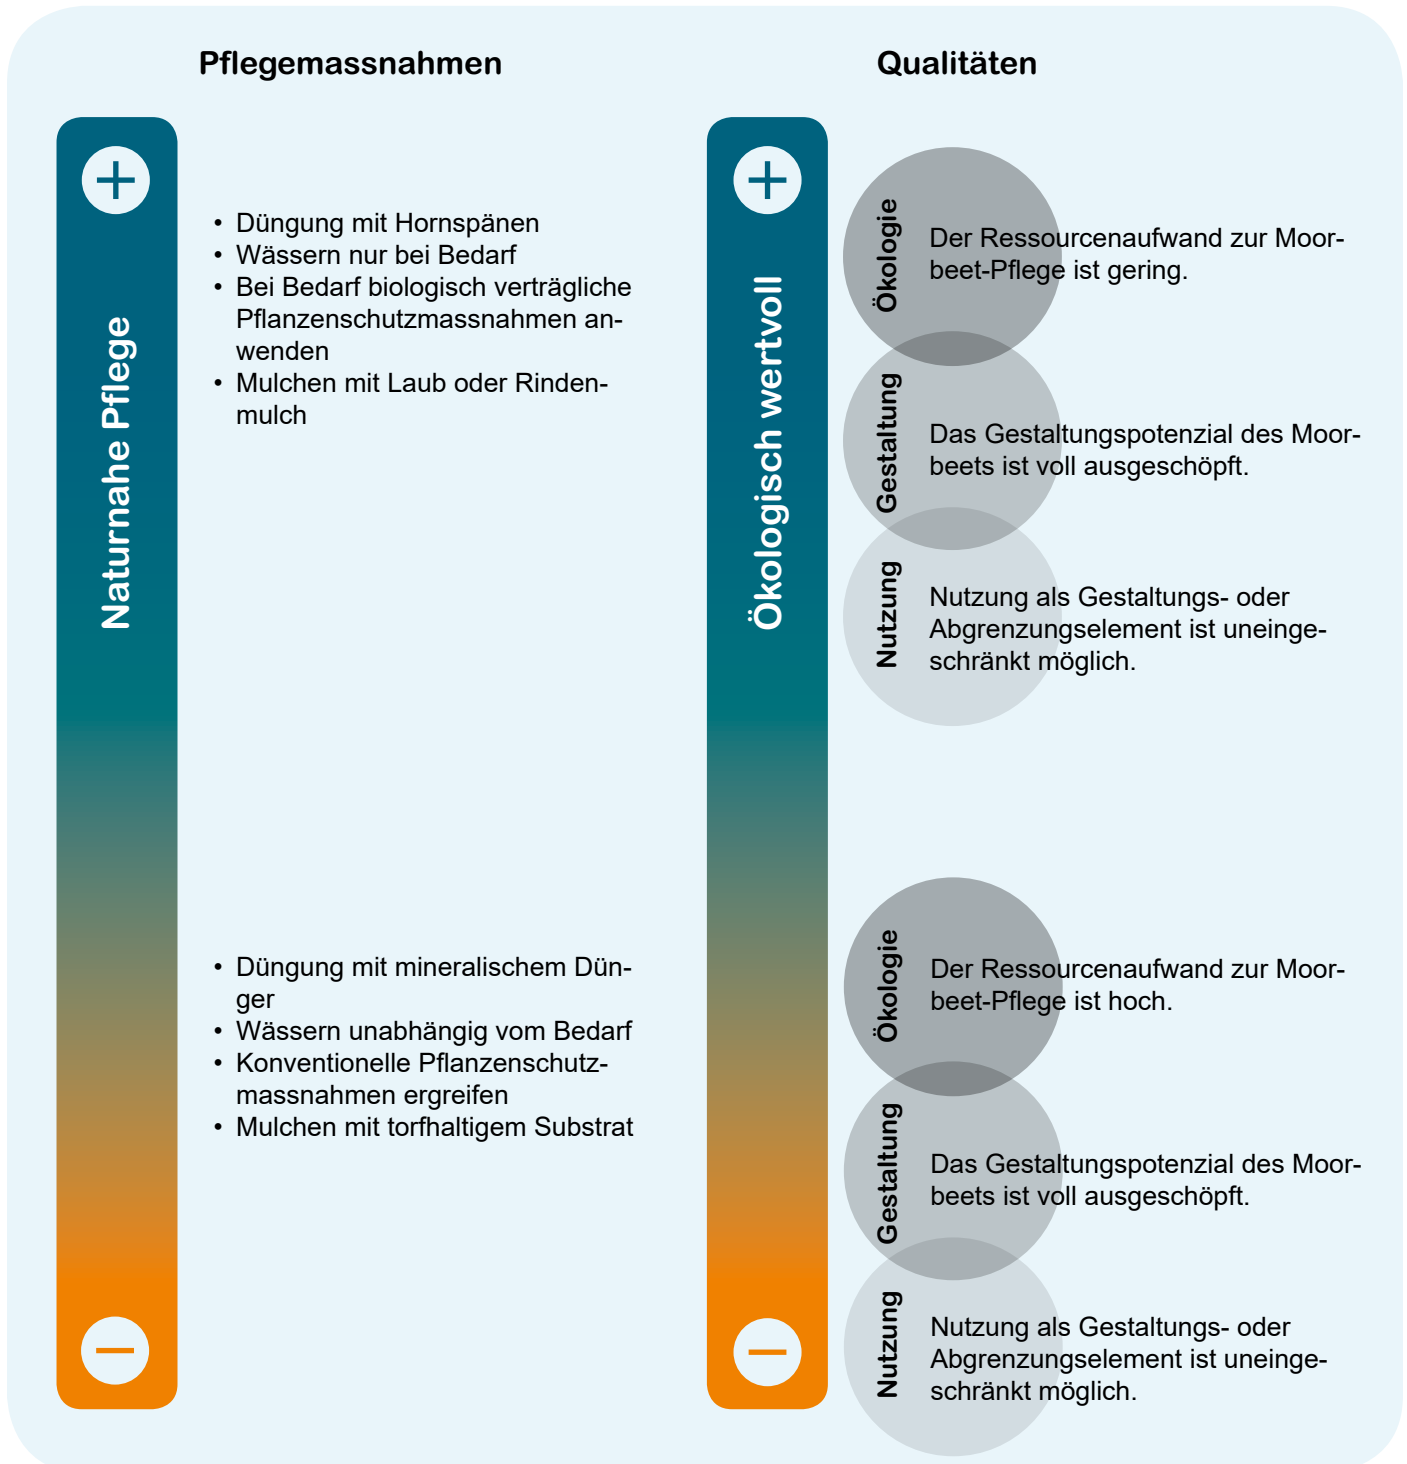 Pflegemassnahmen
Naturnahe Pflege
• Düngung mit Hornspänen
• Wässern nur bei Bedarf
• Bei Bedarf biologisch verträgliche
Pflanzenschutzmassnahmen an-
wenden
• Mulchen mit Laub oder Rinden-
mulch
• Düngung mit mineralischem Dün-
ger
• Wässern unabhängig vom Bedarf
• Konventionelle Pflanzenschutz-
massnahmen ergreifen
• Mulchen mit torfhaltigem Substrat
Qualitäten
Ökologisch wertvoll
Ökologie
Der Ressourcenaufwand zur Moor-
beet-Pflege ist gering.
Gestaltung
Das Gestaltungspotenzial des Moor-
beets ist voll ausgeschöpft.
Nutzung
Nutzung als Gestaltungs- oder
Abgrenzungselement ist uneinge-
schränkt möglich.
Ökologie
Der Ressourcenaufwand zur Moor-
beet-Pflege ist hoch.
Gestaltung
Das Gestaltungspotenzial des Moor-
beets ist voll ausgeschöpft.
Nutzung
Nutzung als Gestaltungs- oder
Abgrenzungselement ist uneinge-
schränkt möglich.